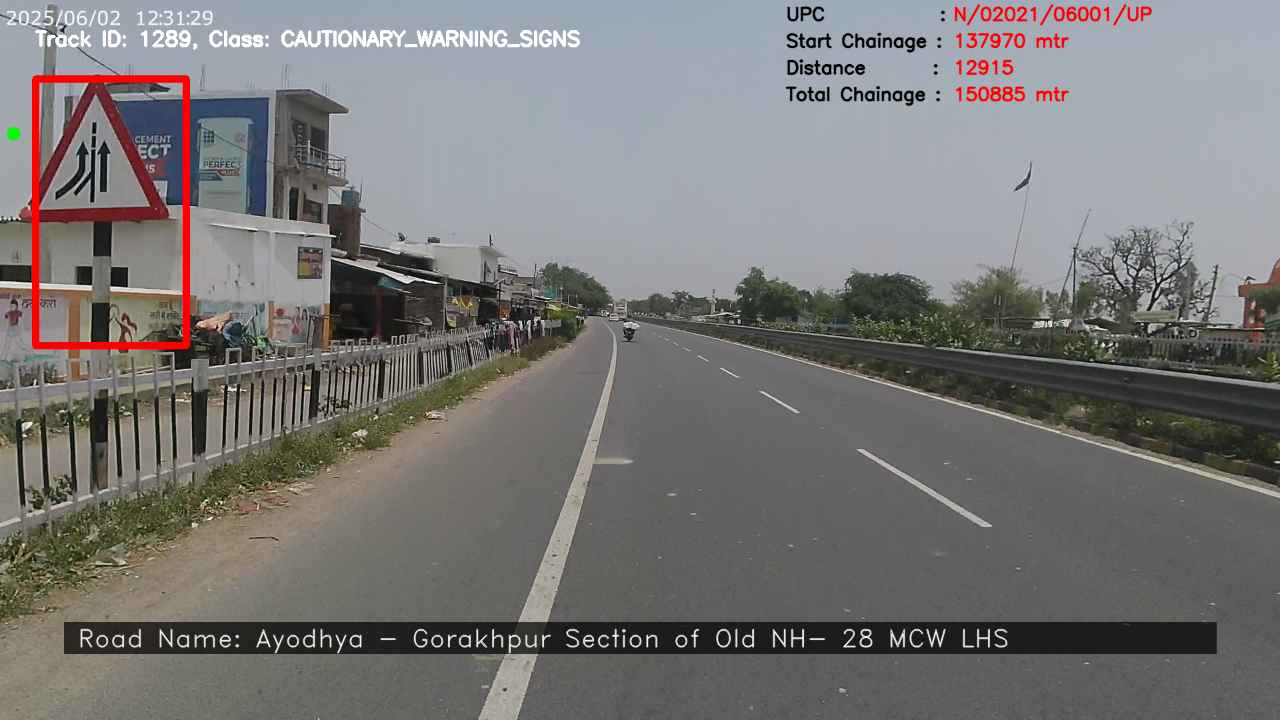 2025/06/02 12:31:29
Track ID: 1289, Class: CAUTIONARY_WARNING_SIGNS
UPC : N/02021/06001/UP
Start Chainage : 137970 mtr
Distance : 12915
Total Chainage : 150885 mtr
CEMENT
PERFECT
Road Name: Ayodhya - Gorakhpur Section of Old NH- 28 MCW LHS